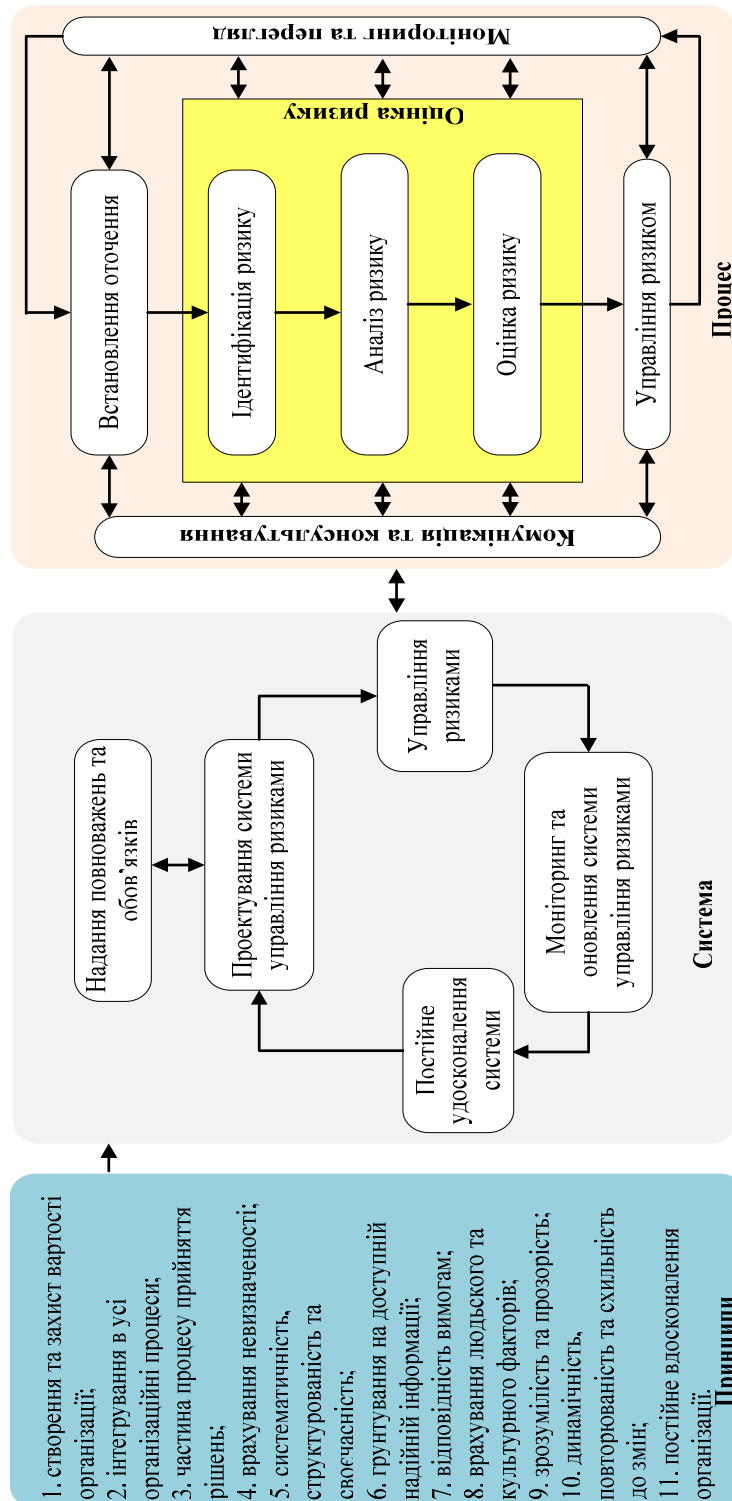 1. створення та захист вартості
організації;
2. інтегрування в усі
організаційні процеси;
3. частина процесу прийняття
рішень;
4. врахування невизначеності;
5. систематичність,
структурованість та
своєчасність;
6. ґрунтування на доступній
надійній інформації;
7. відповідність вимогам;
8. врахування людського та
культурного факторів;
9. зрозумілість та прозорість;
10. динамічність,
повторюваність та схильність
до змін;
11. постійне вдосконалення
організації.
Принципи
Надання повноважень та
обов’язків
Проектування системи
управління ризиками
Управління
ризиками
Моніторинг та
оновлення системи
управління ризиками
Постійне
удосконалення
системи
Система
Комунікація та консультування
Встановлення оточення
Ідентифікація ризику
Аналіз ризику
Оцінка ризику
Оцінка ризику
Управління ризиком
Моніторинг та перегляд
Процес